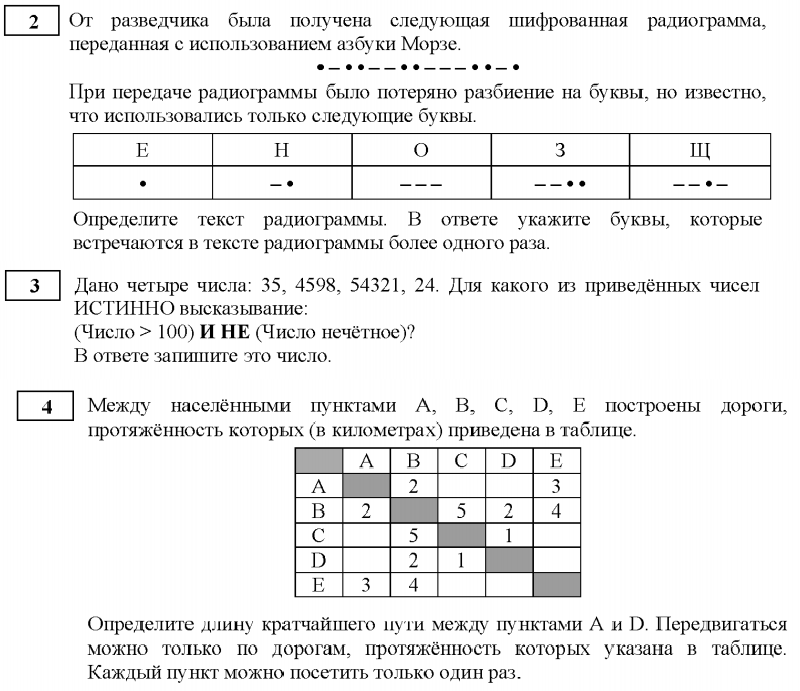 2 От разведчика была получена следующая шифрованная радиограмма,
переданная с использованием азбуки Морзе.
•–••––••–––••–•
При передаче радиограммы было потеряно разбиение на буквы, но известно,
что использовались только следующие буквы.
Е Н О З Щ
• –• ––– ––•• ––•–
Определите текст радиограммы. В ответе укажите буквы, которые
встречаются в тексте радиограммы более одного раза.
3 Дано четыре числа: 35, 4598, 54321, 24. Для какого из приведённых чисел
ИСТИННО высказывание:
(Число > 100) И НЕ (Число нечётное)?
В ответе запишите это число.
4 Между населёнными пунктами A, B, C, D, E построены дороги,
протяжённость которых (в километрах) приведена в таблице.
A B C D E
A 2 3
B 2 5 2 4
C 5 1
D 2 1
E 3 4
Определите длину кратчайшего пути между пунктами A и D. Передвигаться
можно только по дорогам, протяжённость которых указана в таблице.
Каждый пункт можно посетить только один раз.